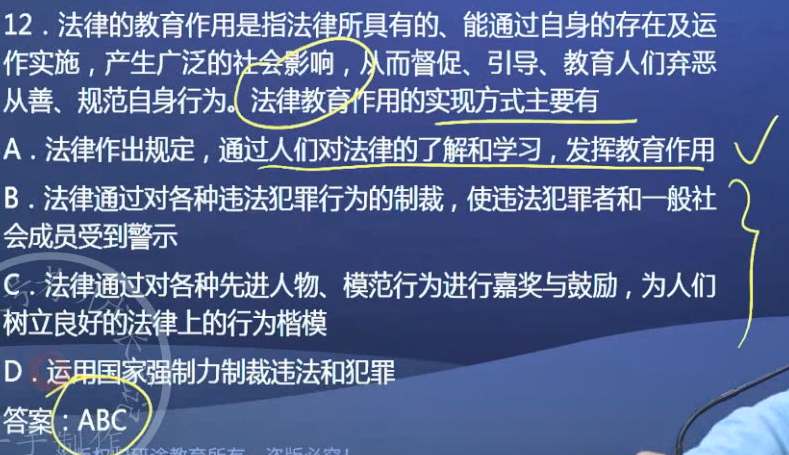 12．法律的教育作用是指法律所具有的、能通过自身的存在及运
作实施，产生广泛的社会影响，从而督促、引导、教育人们弃恶
从善、规范自身行为。法律教育作用的实现方式主要有
A．法律作出规定，通过人们对法律的了解和学习，发挥教育作用
B．法律通过对各种违法犯罪行为的制裁，使违法犯罪者和一般社
会成员受到警示
C．法律通过对各种先进人物、模范行为进行嘉奖与鼓励，为人们
树立良好的法律上的行为楷模
D．运用国家强制力制裁违法和犯罪
答案：ABC